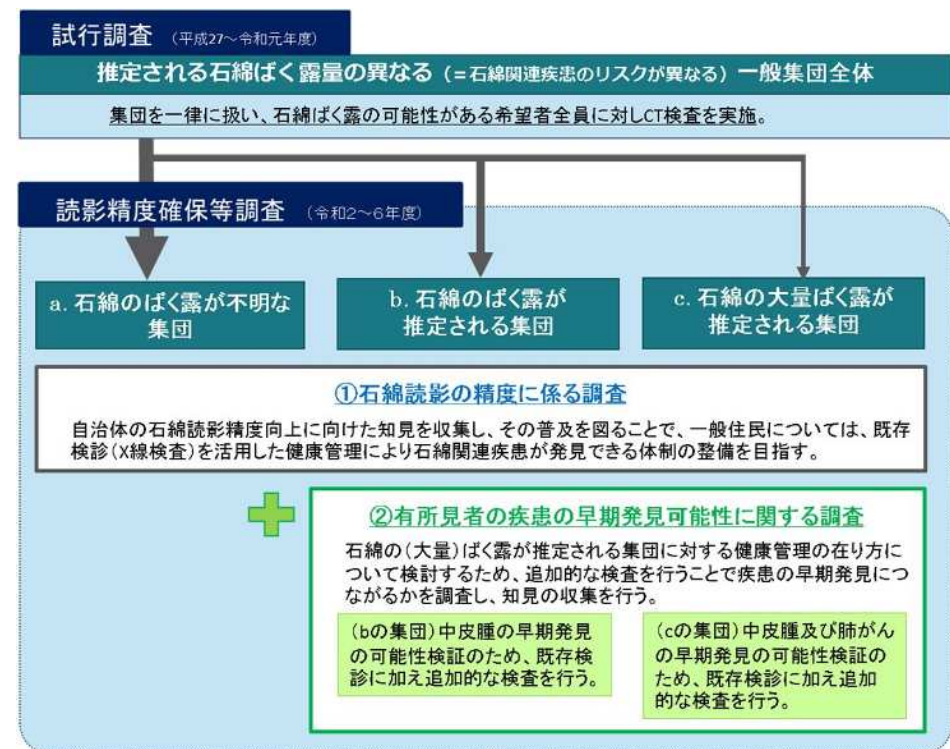 試行調査 (平成27～令和元年度)
推定される石綿ばく露量の異なる（＝石綿関連疾患のリスクが異なる）一般集団全体
集団を一律に扱い、石綿ばく露の可能性がある希望者全員に対しCT検査を実施。
読影精度確保等調査 (令和2～6年度)
a. 石綿のばく露が不明な
集団
b. 石綿のばく露が
推定される集団
c. 石綿の大量ばく露が
推定される集団
①石綿読影の精度に係る調査
自治体の石綿読影精度向上に向けた知見を収集し、その普及を図ることで、一般住民については、既存
検診(X線検査)を活用した健康管理により石綿関連疾患が発見できる体制の整備を目指す。
②有所見者の疾患の早期発見可能性に関する調査
石綿の（大量）ばく露が推定される集団に対する健康管理の在り方に
ついて検討するため、追加的な検査を行うことで疾患の早期発見につ
ながるかを調査し、知見の収集を行う。
(bの集団)中皮腫の早期発見
の可能性検証のため、既存検
診に加え追加的な検査を行う。
(cの集団)中皮腫及び肺がん
の早期発見の可能性検証の
ため、既存検診に加え追加
的な検査を行う。